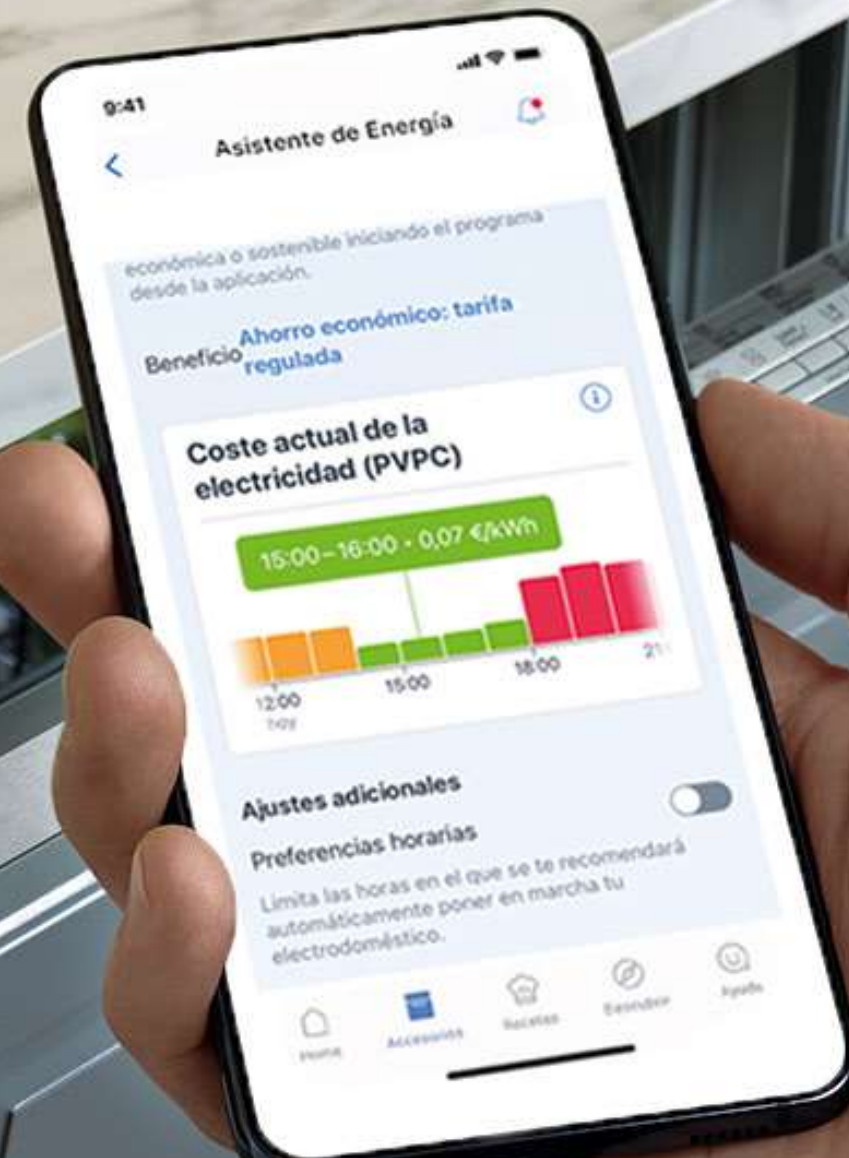 9:41
Asistente de Energía
económica o sostenible iniciando el programa
desde la aplicación.
Beneficio
Ahorro económico: tarifa
regulada
Coste actual de la
electricidad (PVPC)
15:00–16:00 • 0,07 €/kWh
12:00
15:00
18:00
hoy
Ajustes adicionales
Preferencias horarias
Limita las horas en el que se te recomendará
automáticamente poner en marcha tu
electrodoméstico.
Home
Accesorios
Recetas
Ayuda